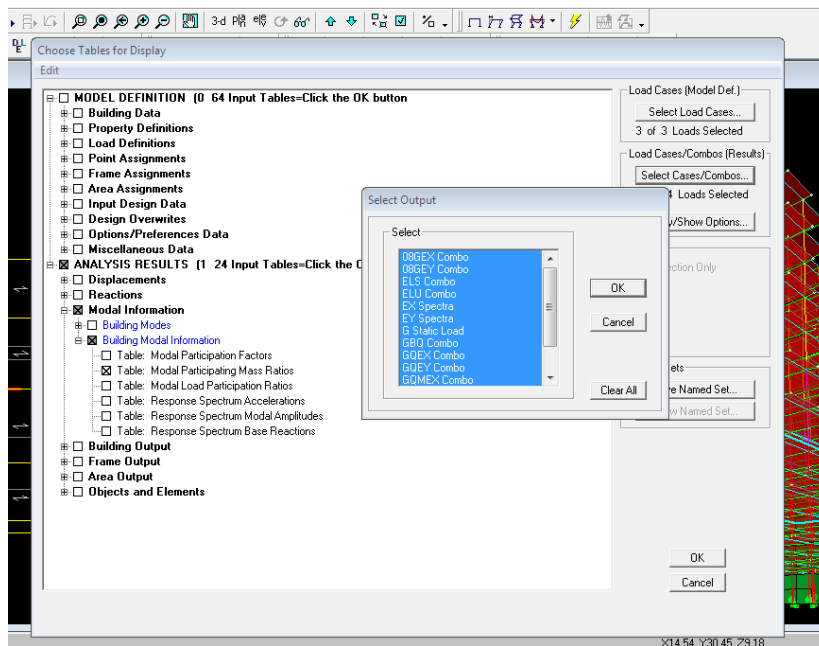 3-d
Choose Tables for Display
Edit
MODEL DEFINITION (0 64 Input Tables=Click the OK button
Building Data
Property Definitions
Load Definitions
Point Assignments
Frame Assignments
Area Assignments
Input Design Data
Design Overwrites
Options/Preferences Data
Miscellaneous Data
ANALYSIS RESULTS (1 24 Input Tables=Click the O
Displacements
Reactions
Modal Information
Building Modes
Building Modal Information
Table: Modal Participation Factors
Table: Modal Participating Mass Ratios
Table: Modal Load Participation Ratios
Table: Response Spectrum Accelerations
Table: Response Spectrum Modal Amplitudes
Table: Response Spectrum Base Reactions
Building Output
Frame Output
Area Output
Objects and Elements
Load Cases (Model Def.)
Select Load Cases...
3 of 3 Loads Selected
Load Cases/Combos (Results)
Select Cases/Combos...
4 Loads Selected
y/Show Options...
ection Only
ets
e Named Set...
w Named Set...
OK
Cancel
Select Output
Select
08GEX Combo
08GEY Combo
ELS Combo
ELU Combo
EX Spectra
EY Spectra
G Static Load
GBQ Combo
GQEX Combo
GQEY Combo
GQMEX Combo
OK
Cancel
Clear All
X14.54 Y30.45 Z9.18